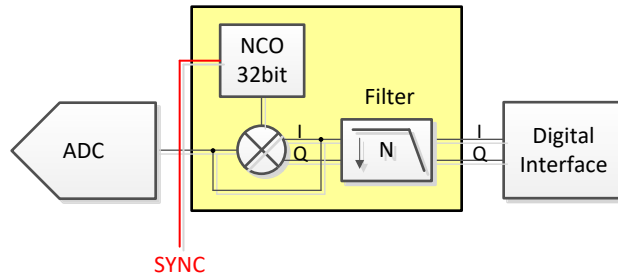 NCO
32bit
Filter
ADC
I
Q
N
I
Q
Digital
Interface
SYNC